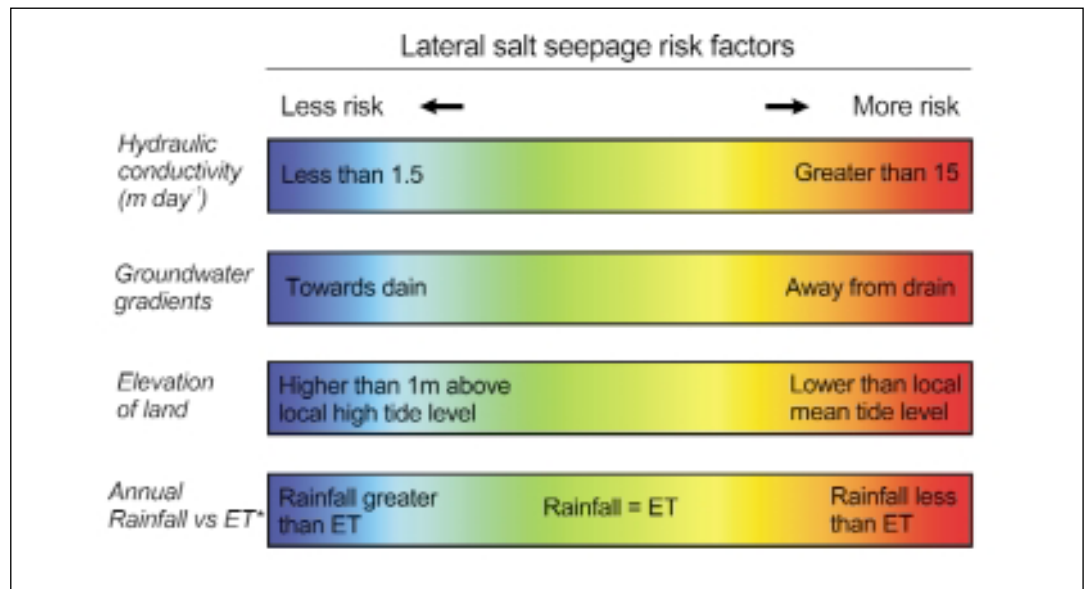 Lateral salt seepage risk factors
Less risk ← → More risk
Hydraulic
conductivity
(m day⁻¹)
Less than 1.5
Greater than 15
Groundwater
gradients
Towards dain
Away from drain
Elevation
of land
Higher than 1m above
local high tide level
Lower than local
mean tide level
Annual
Rainfall vs ET*
Rainfall greater
than ET
Rainfall = ET
Rainfall less
than ET